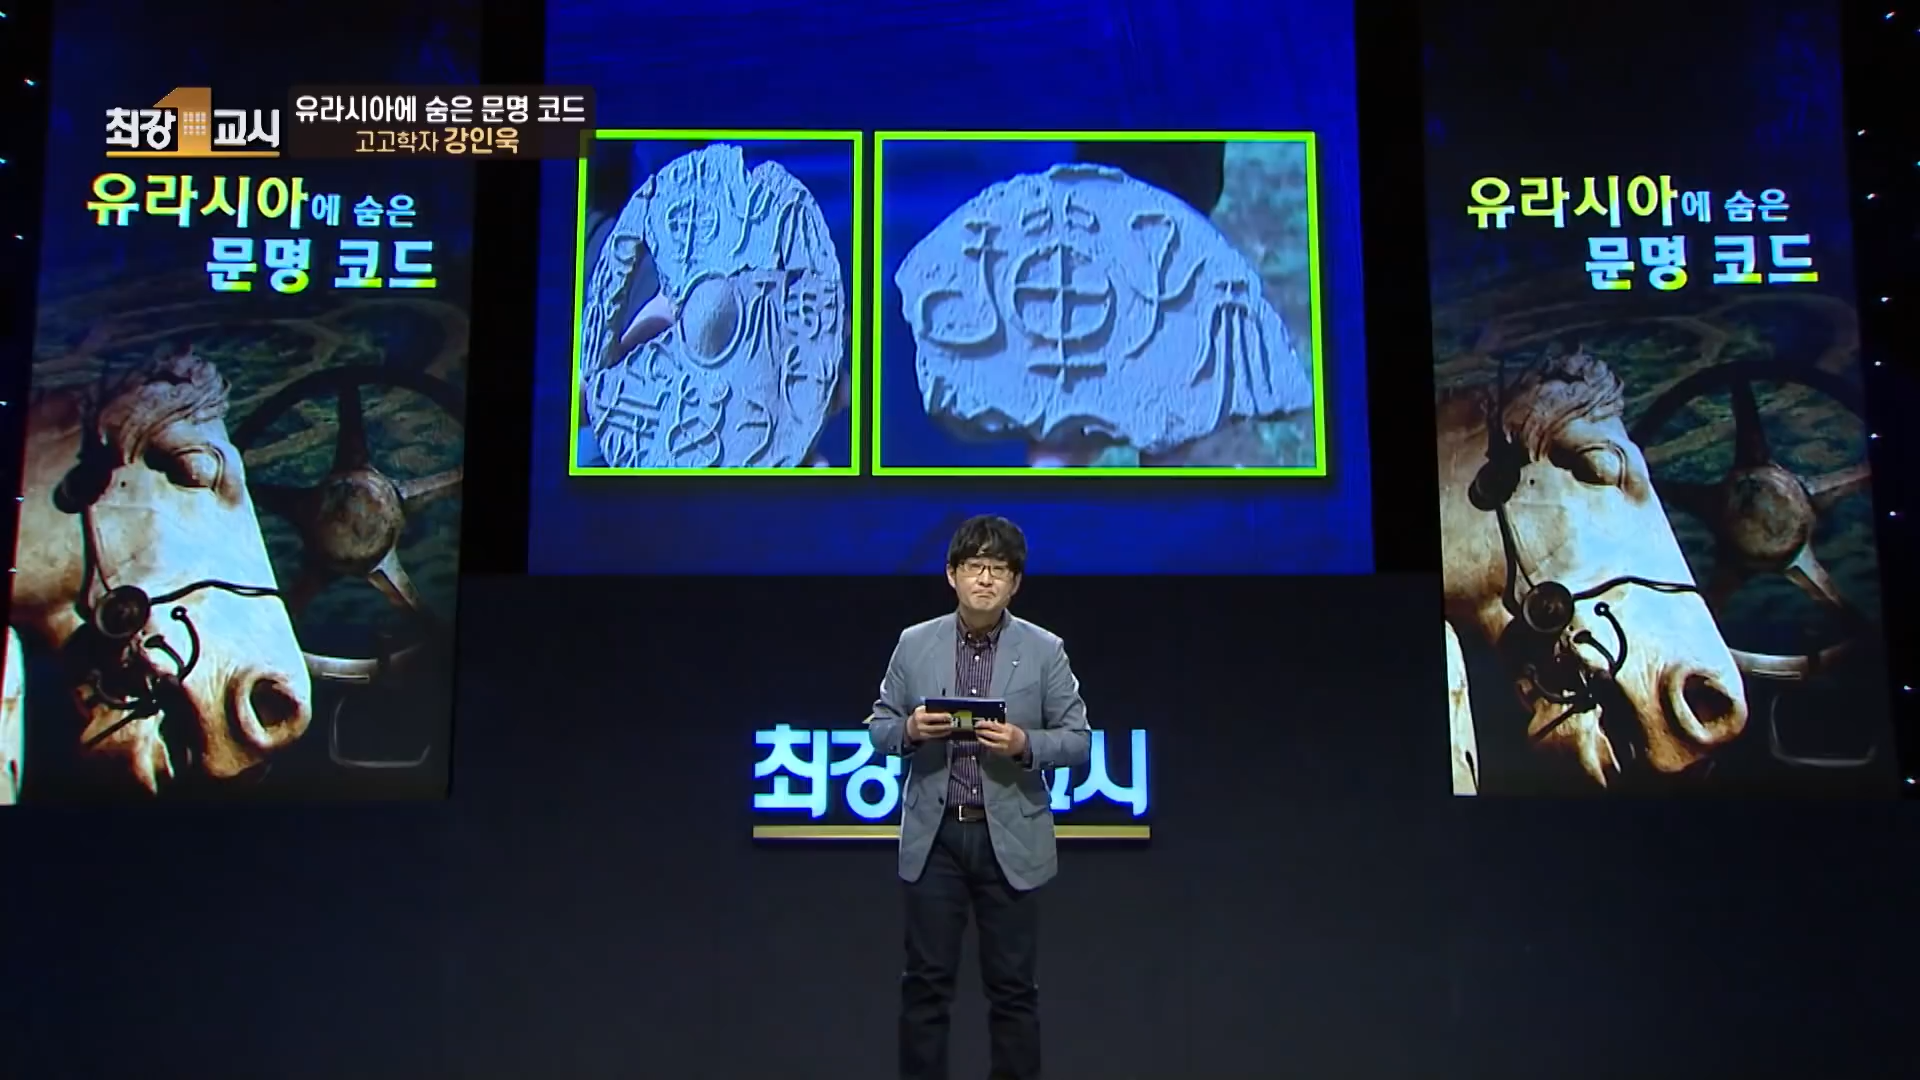 최강1교시
유라시아에 숨은 문명 코드
고고학자 강인욱
유라시아에 숨은
문명 코드
유라시아에 숨은
문명 코드
최강 교시